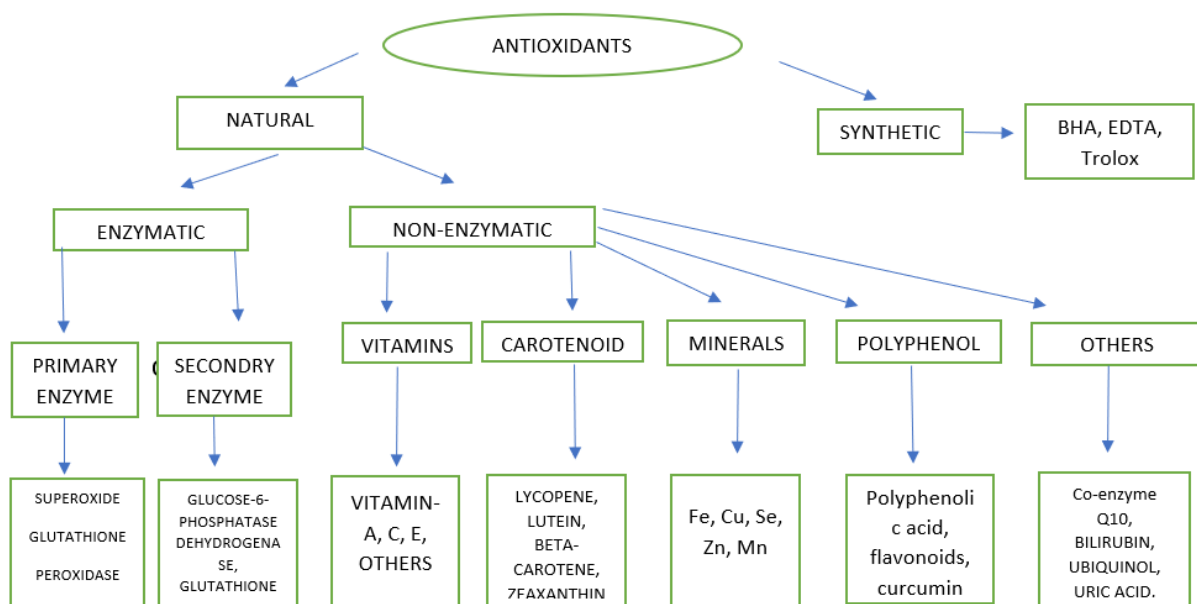 ANTIOXIDANTS
NATURAL
SYNTHETIC
BHA, EDTA,
Trolox
ENZYMATIC
NON-ENZYMATIC
PRIMARY
ENZYME
SECONDRY
ENZYME
VITAMINS
CAROTENOID
MINERALS
POLYPHENOL
OTHERS
SUPEROXIDE
GLUTATHIONE
PEROXIDASE
GLUCOSE-6-
PHOSPHATASE
DEHYDROGENA
SE,
GLUTATHIONE
VITAMIN-
A, C, E,
OTHERS
LYCOPENE,
LUTEIN,
BETA-
CAROTENE,
ZEAXANTHIN
Fe, Cu, Se,
Zn, Mn
Polyphenoli
c acid,
flavonoids,
curcumin
Co-enzyme
Q10,
BILIRUBIN,
UBIQUINOL,
URIC ACID.